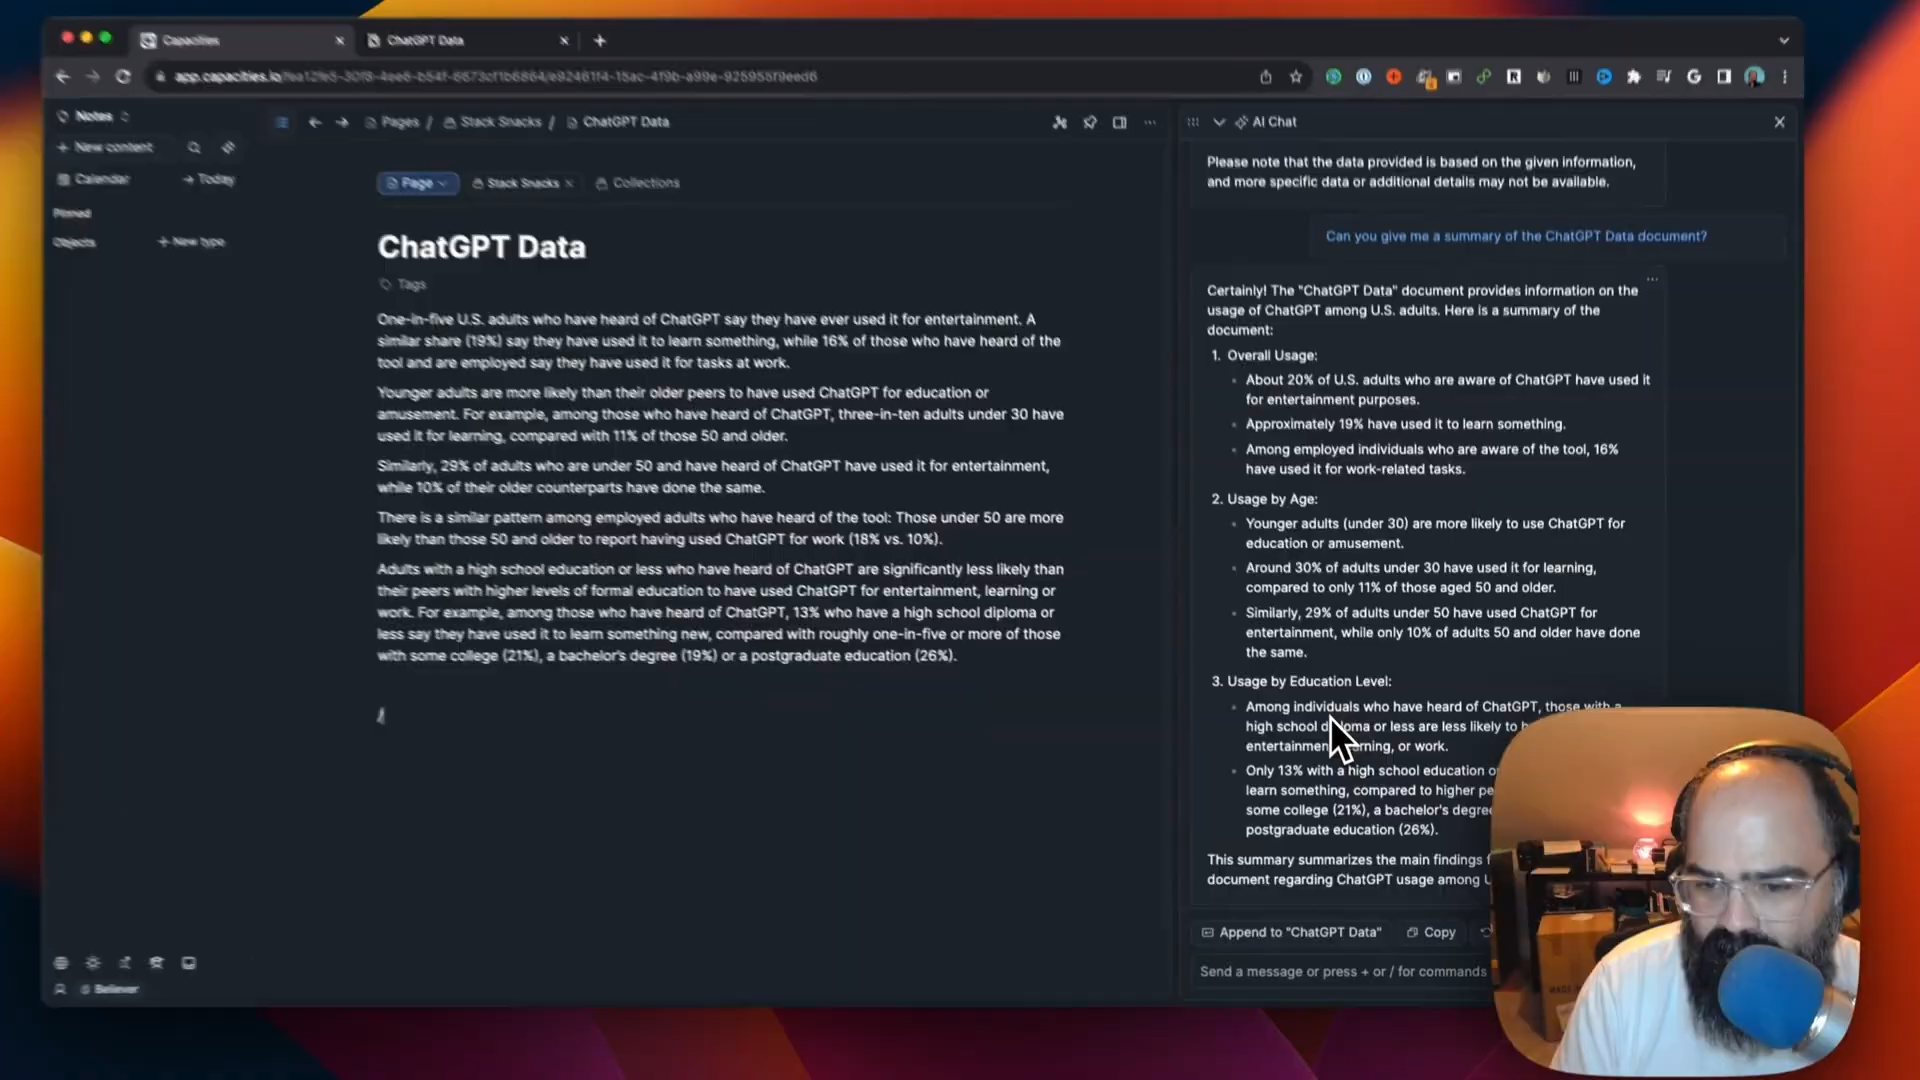 Capacities
ChatGPT Data
app.capacities.io
Notes
New content
Calendar
Today
Pinned
Objects
+ New type
Believer
Pages / Stack Snacks / ChatGPT Data
Page
Stack Snacks
Collections
ChatGPT Data
Tags
One-in-five U.S. adults who have heard of ChatGPT say they have ever used it for entertainment. A
similar share (19%) say they have used it to learn something, while 16% of those who have heard of the
tool and are employed say they have used it for tasks at work.
Younger adults are more likely than their older peers to have used ChatGPT for education or
amusement. For example, among those who have heard of ChatGPT, three-in-ten adults under 30 have
used it for learning, compared with 11% of those 50 and older.
Similarly, 29% of adults who are under 50 and have heard of ChatGPT have used it for entertainment,
while 10% of their older counterparts have done the same.
There is a similar pattern among employed adults who have heard of the tool: Those under 50 are more
likely than those 50 and older to report having used ChatGPT for work (18% vs. 10%).
Adults with a high school education or less who have heard of ChatGPT are significantly less likely than
their peers with higher levels of formal education to have used ChatGPT for entertainment, learning or
work. For example, among those who have heard of ChatGPT, 13% who have a high school diploma or
less say they have used it to learn something new, compared with roughly one-in-five or more of those
with some college (21%), a bachelor's degree (19%) or a postgraduate education (26%).
AI Chat
Please note that the data provided is based on the given information,
and more specific data or additional details may not be available.
Can you give me a summary of the ChatGPT Data document?
Certainly! The "ChatGPT Data" document provides information on the
usage of ChatGPT among U.S. adults. Here is a summary of the
document:
1. Overall Usage:
About 20% of U.S. adults who are aware of ChatGPT have used it
for entertainment purposes.
Approximately 19% have used it to learn something.
Among employed individuals who are aware of the tool, 16%
have used it for work-related tasks.
2. Usage by Age:
Younger adults (under 30) are more likely to use ChatGPT for
education or amusement.
Around 30% of adults under 30 have used it for learning,
compared to only 11% of those aged 50 and older.
Similarly, 29% of adults under 50 have used ChatGPT for
entertainment, while only 10% of adults 50 and older have done
the same.
3. Usage by Education Level:
Among individuals who have heard of ChatGPT, those with a
high school diploma or less are less likely to
entertainment, learning, or work.
Only 13% with a high school education
learn something, compared to higher
some college (21%), a bachelor's
postgraduate education (26%).
This summary summarizes the main findings
document regarding ChatGPT usage among
Append to "ChatGPT Data"
Copy
Send a message or press + or / for commands